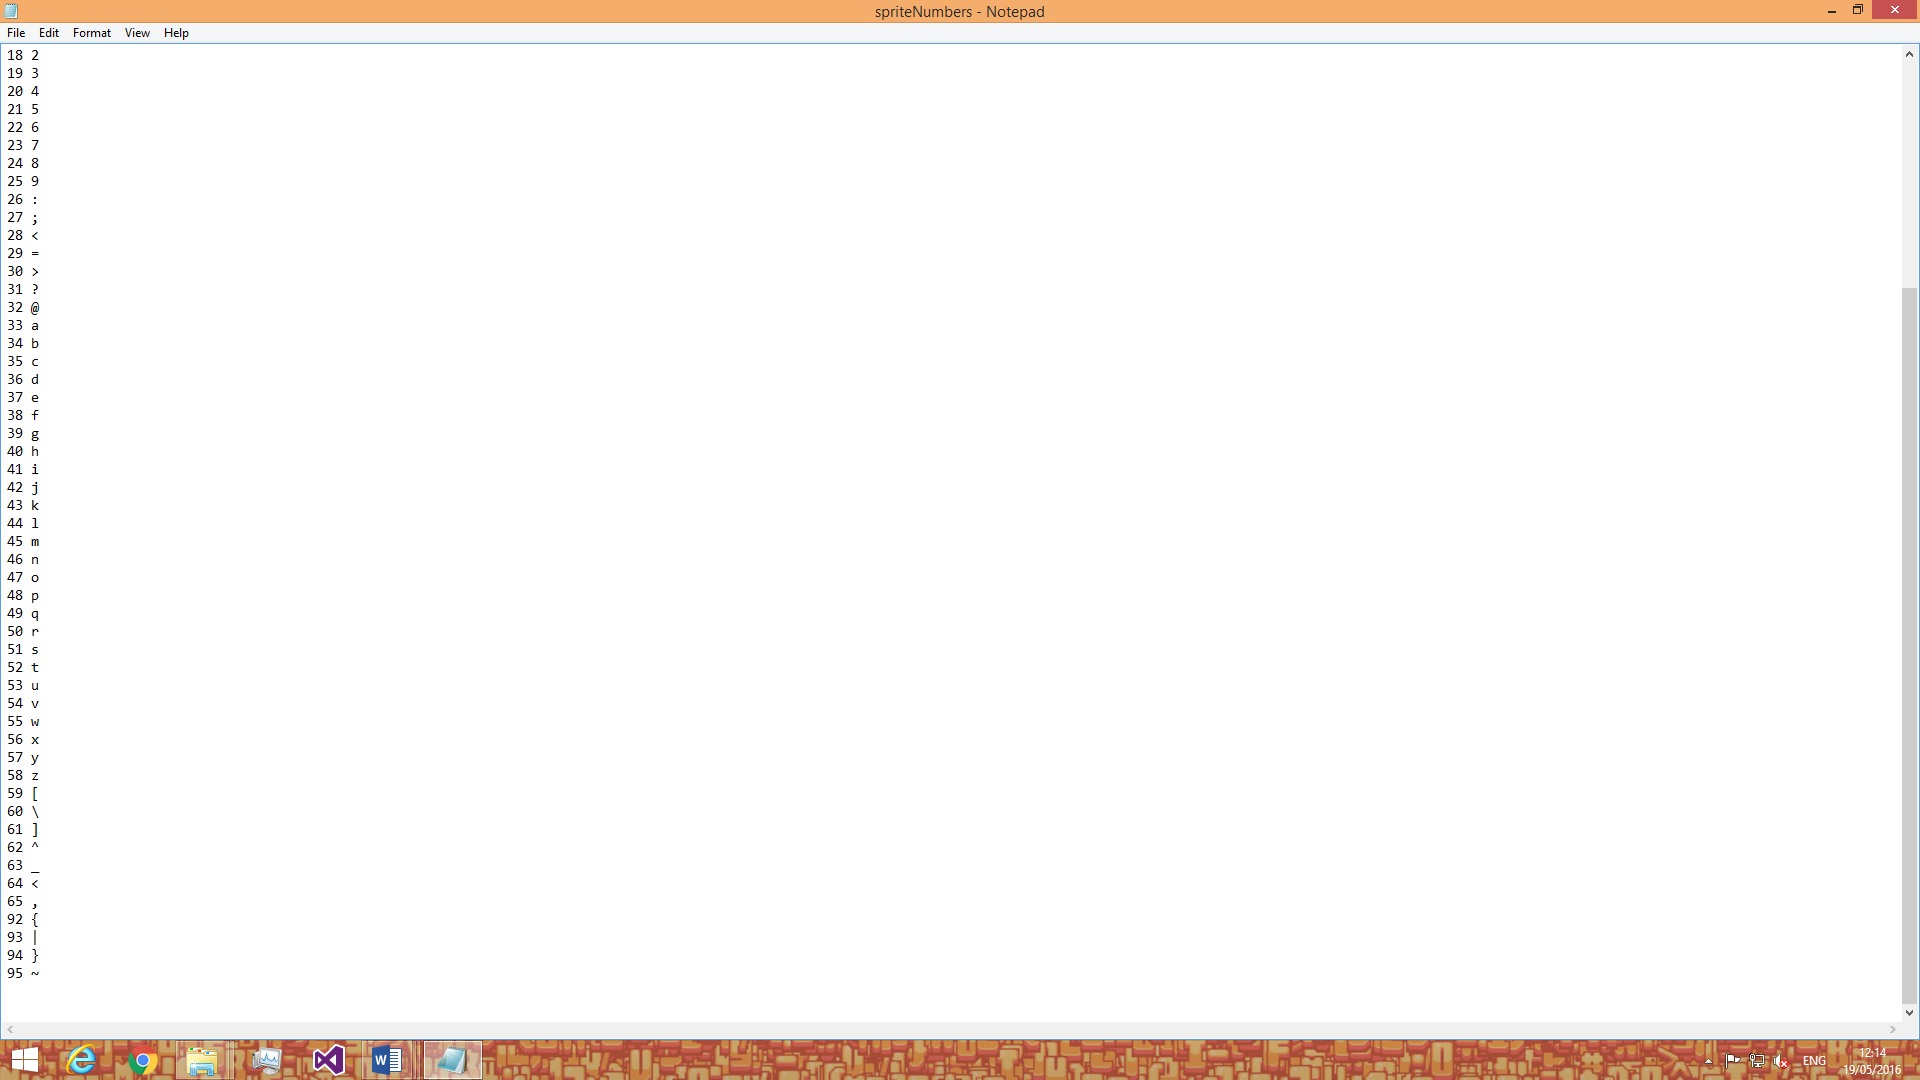 spriteNumbers - Notepad
File Edit Format View Help
18 2
19 3
20 4
21 5
22 6
23 7
24 8
25 9
26 :
27 ;
28 <
29 =
30 >
31 ?
32 @
33 a
34 b
35 c
36 d
37 e
38 f
39 g
40 h
41 i
42 j
43 k
44 l
45 m
46 n
47 o
48 p
49 q
50 r
51 s
52 t
53 u
54 v
55 w
56 x
57 y
58 z
59 [
60 \
61 ]
62 ^
63 _
64 <
65 ,
92 {
93 |
94 }
95 ~
ENG
12:14
19/05/2016